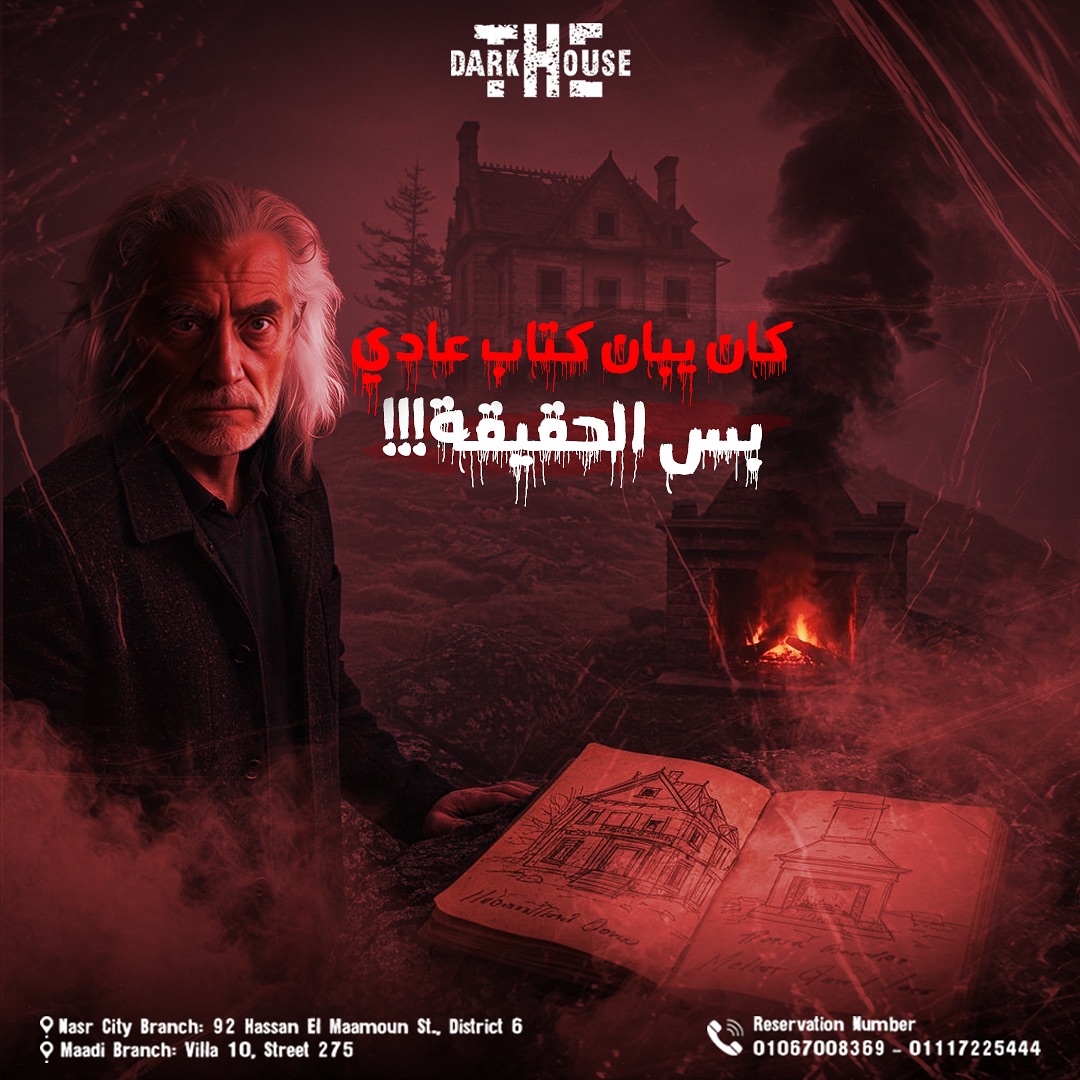 THE
DARK HOUSE
كان يبان كتاب عادي
بس الحقيقة!!!
Nasr City Branch: 92 Hassan El Maamoun St., District 6
Maadi Branch: Villa 10, Street 275
Reservation Number
01067008369 - 01117225444